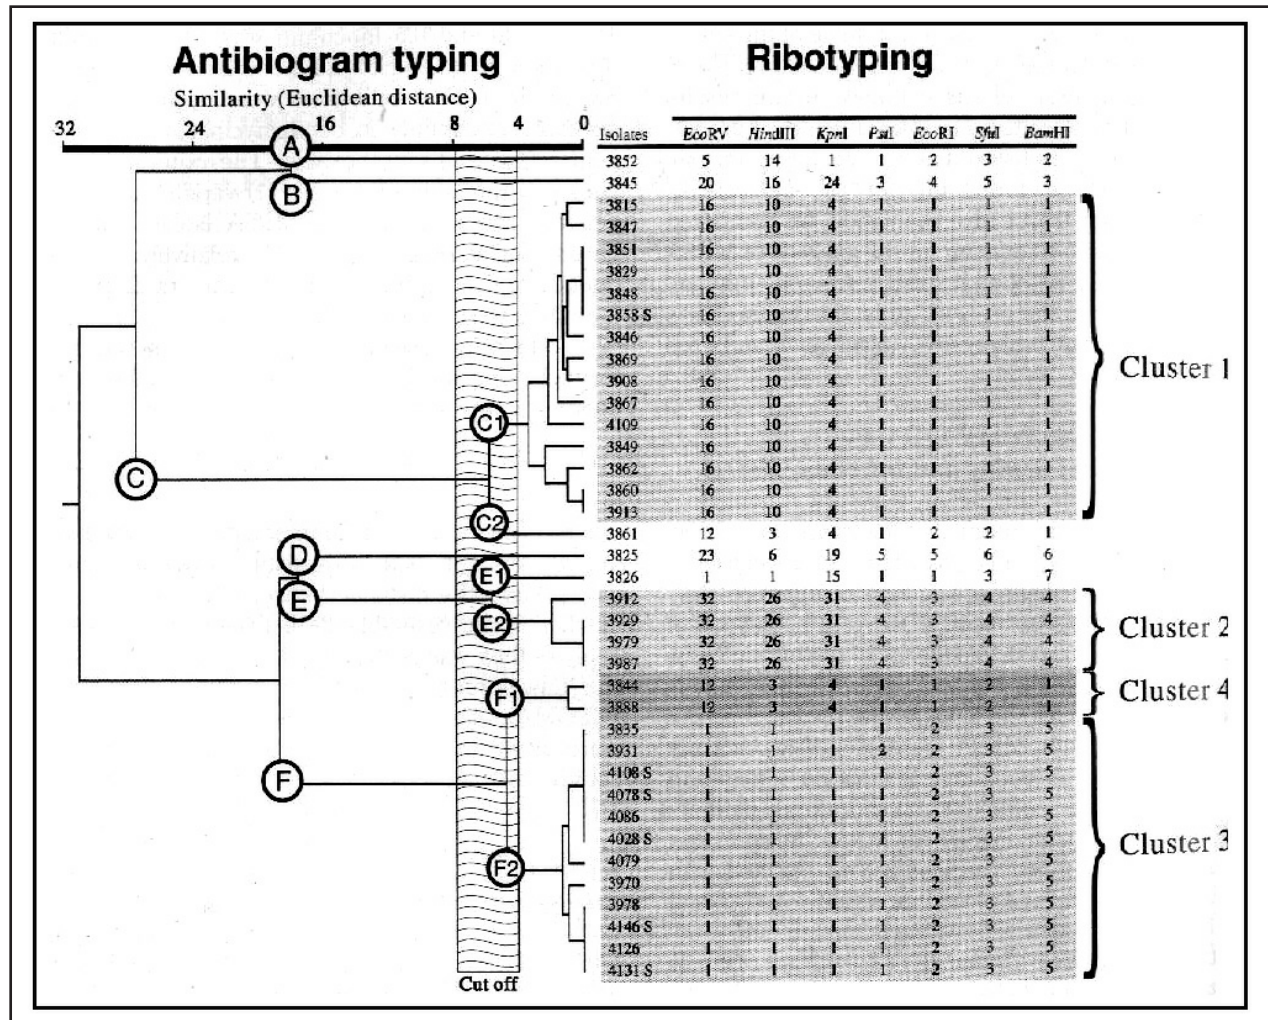 Antibiogram typing
Ribotyping
Similarity (Euclidean distance)
32 24 16 8 4 0
Isolates EcoRV HindIII KpnI PstI EcoRI SfuI BamHI
A
3852 5 14 1 1 2 3 2
B
3845 20 16 24 3 4 5 3
3815 16 10 4 1 1 1 1
3847 16 10 4 1 1 1 1
3851 16 10 4 1 1 1 1
3829 16 10 4 1 1 1 1
3848 16 10 4 1 1 1 1
3858 S 16 10 4 1 1 1 1
3846 16 10 4 1 1 1 1
3869 16 10 4 1 1 1 1
Cluster 1
3908 16 10 4 1 1 1 1
3867 16 10 4 1 1 1 1
C1
4109 16 10 4 1 1 1 1
3849 16 10 4 1 1 1 1
3862 16 10 4 1 1 1 1
C
3860 16 10 4 1 1 1 1
3913 16 10 4 1 1 1 1
C2
3861 12 3 4 1 2 2 1
D
3825 23 6 19 5 5 6 6
E1
3826 1 1 15 1 1 3 7
E
3912 32 26 31 4 3 4 4
E2
3929 32 26 31 4 3 4 4
Cluster 2
3979 32 26 31 4 3 4 4
3987 32 26 31 4 3 4 4
F1
3844 12 3 4 1 1 2 1
Cluster 4
3888 12 3 4 1 1 2 1
3835 1 1 1 1 2 3 5
3931 1 1 1 2 2 3 5
F
4108 S 1 1 1 1 2 3 5
4078 S 1 1 1 1 2 3 5
4086 1 1 1 1 2 3 5
4028 S 1 1 1 1 2 3 5
Cluster 3
F2
4079 1 1 1 1 2 3 5
3970 1 1 1 1 2 3 5
3978 1 1 1 1 2 3 5
4146 S 1 1 1 1 2 3 5
4126 1 1 1 1 2 3 5
4131 S 1 1 1 1 2 3 5
Cut off